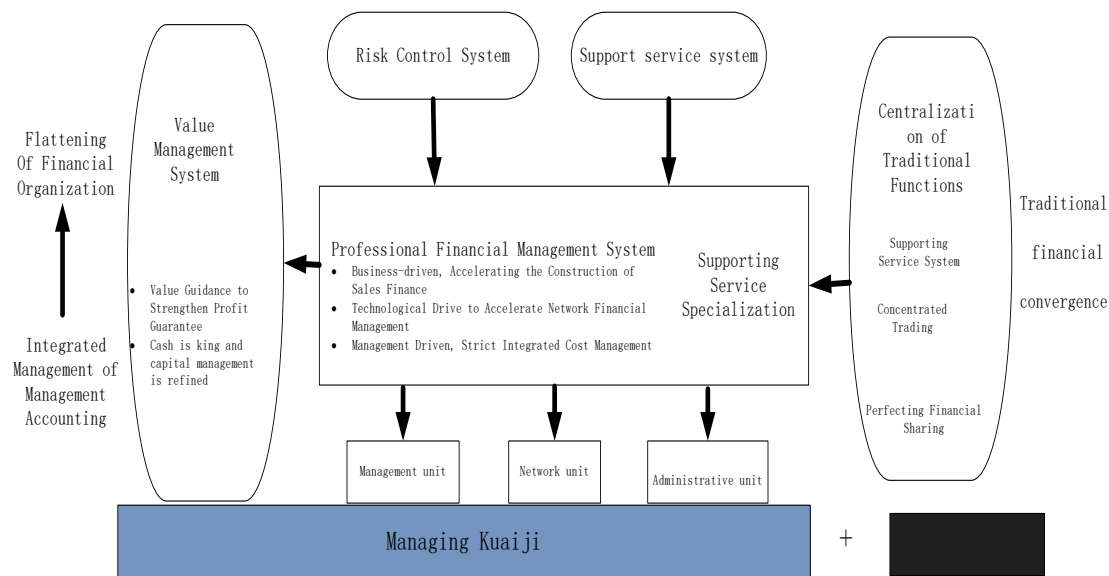 Risk Control System
Support service system
Value
Management
System
Value Guidance to
Strengthen Profit
Guarantee
Cash is king and
capital management
is refined
Flattening
Of Financial
Organization
Integrated
Management of
Management
Accounting
Professional Financial Management System
Business-driven, Accelerating the Construction of
Sales Finance
Technological Drive to Accelerate Network Financial
Management
Management Driven, Strict Integrated Cost Management
Supporting
Service
Specialization
Centralizati
on of
Traditional
Functions
Supporting
Service System
Concentrated
Trading
Perfecting Financial
Sharing
Traditional
financial
convergence
Management unit
Network unit
Administrative unit
Managing Kuaiji
+